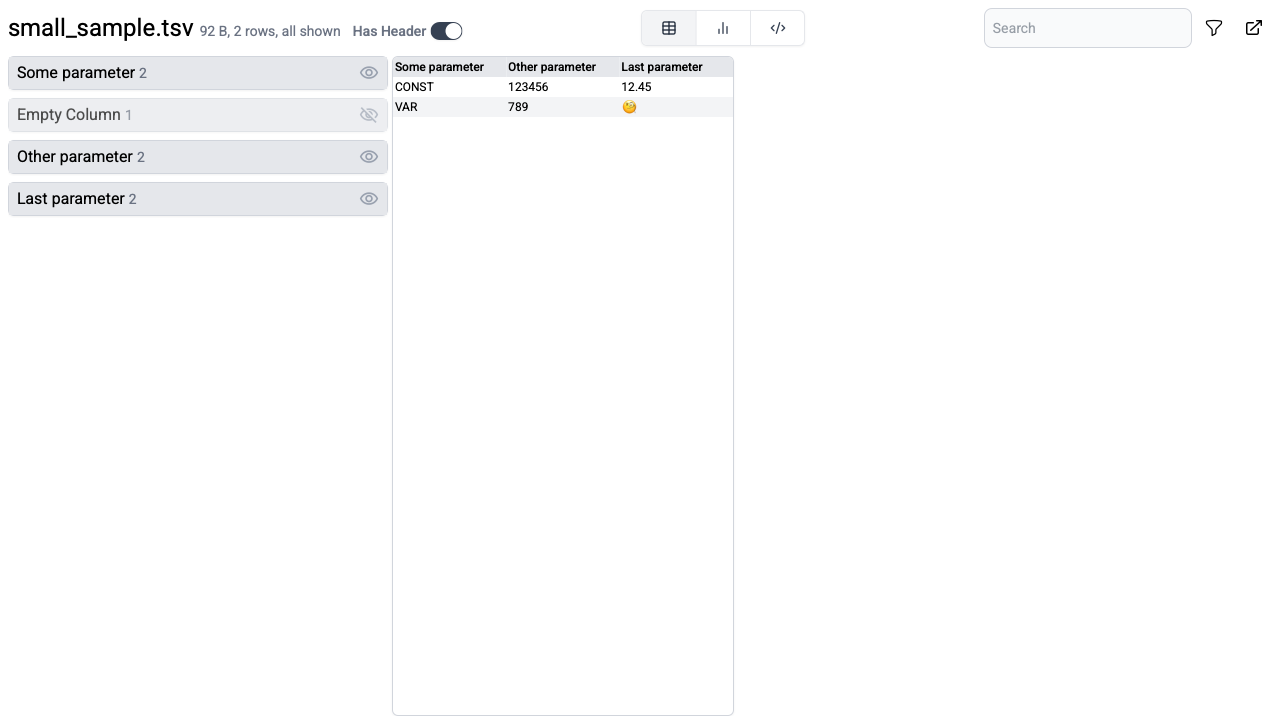 small_sample.tsv 92 B, 2 rows, all shown Has Header
Search
Some parameter 2
Empty Column 1
Other parameter 2
Last parameter 2
Some parameter Other parameter Last parameter
CONST 123456 12.45
VAR 789 🧐